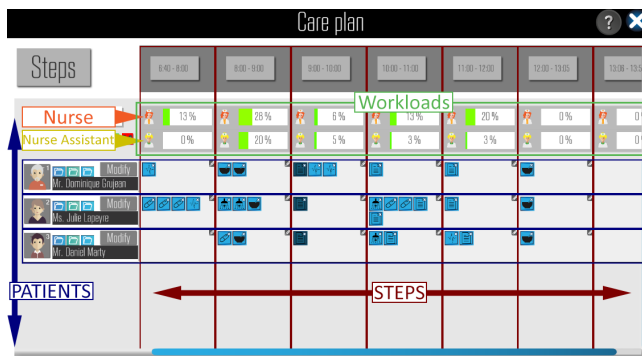 Care plan
?
Steps
6:40 - 8:00
8:00 - 9:00
9:00 - 10:00
10:00 - 11:00
11:00 - 12:00
12:00 - 13:05
Workloads
Nurse
13 %
28 %
6 %
13 %
20 %
0 %
Nurse Assistant
0 %
20 %
5 %
3 %
3 %
0 %
1
Modify
Mr. Dominique Grujean
2
Modify
Ms. Julie Lapeyre
Modify
Mr. Daniel Marty
PATIENTS
STEPS